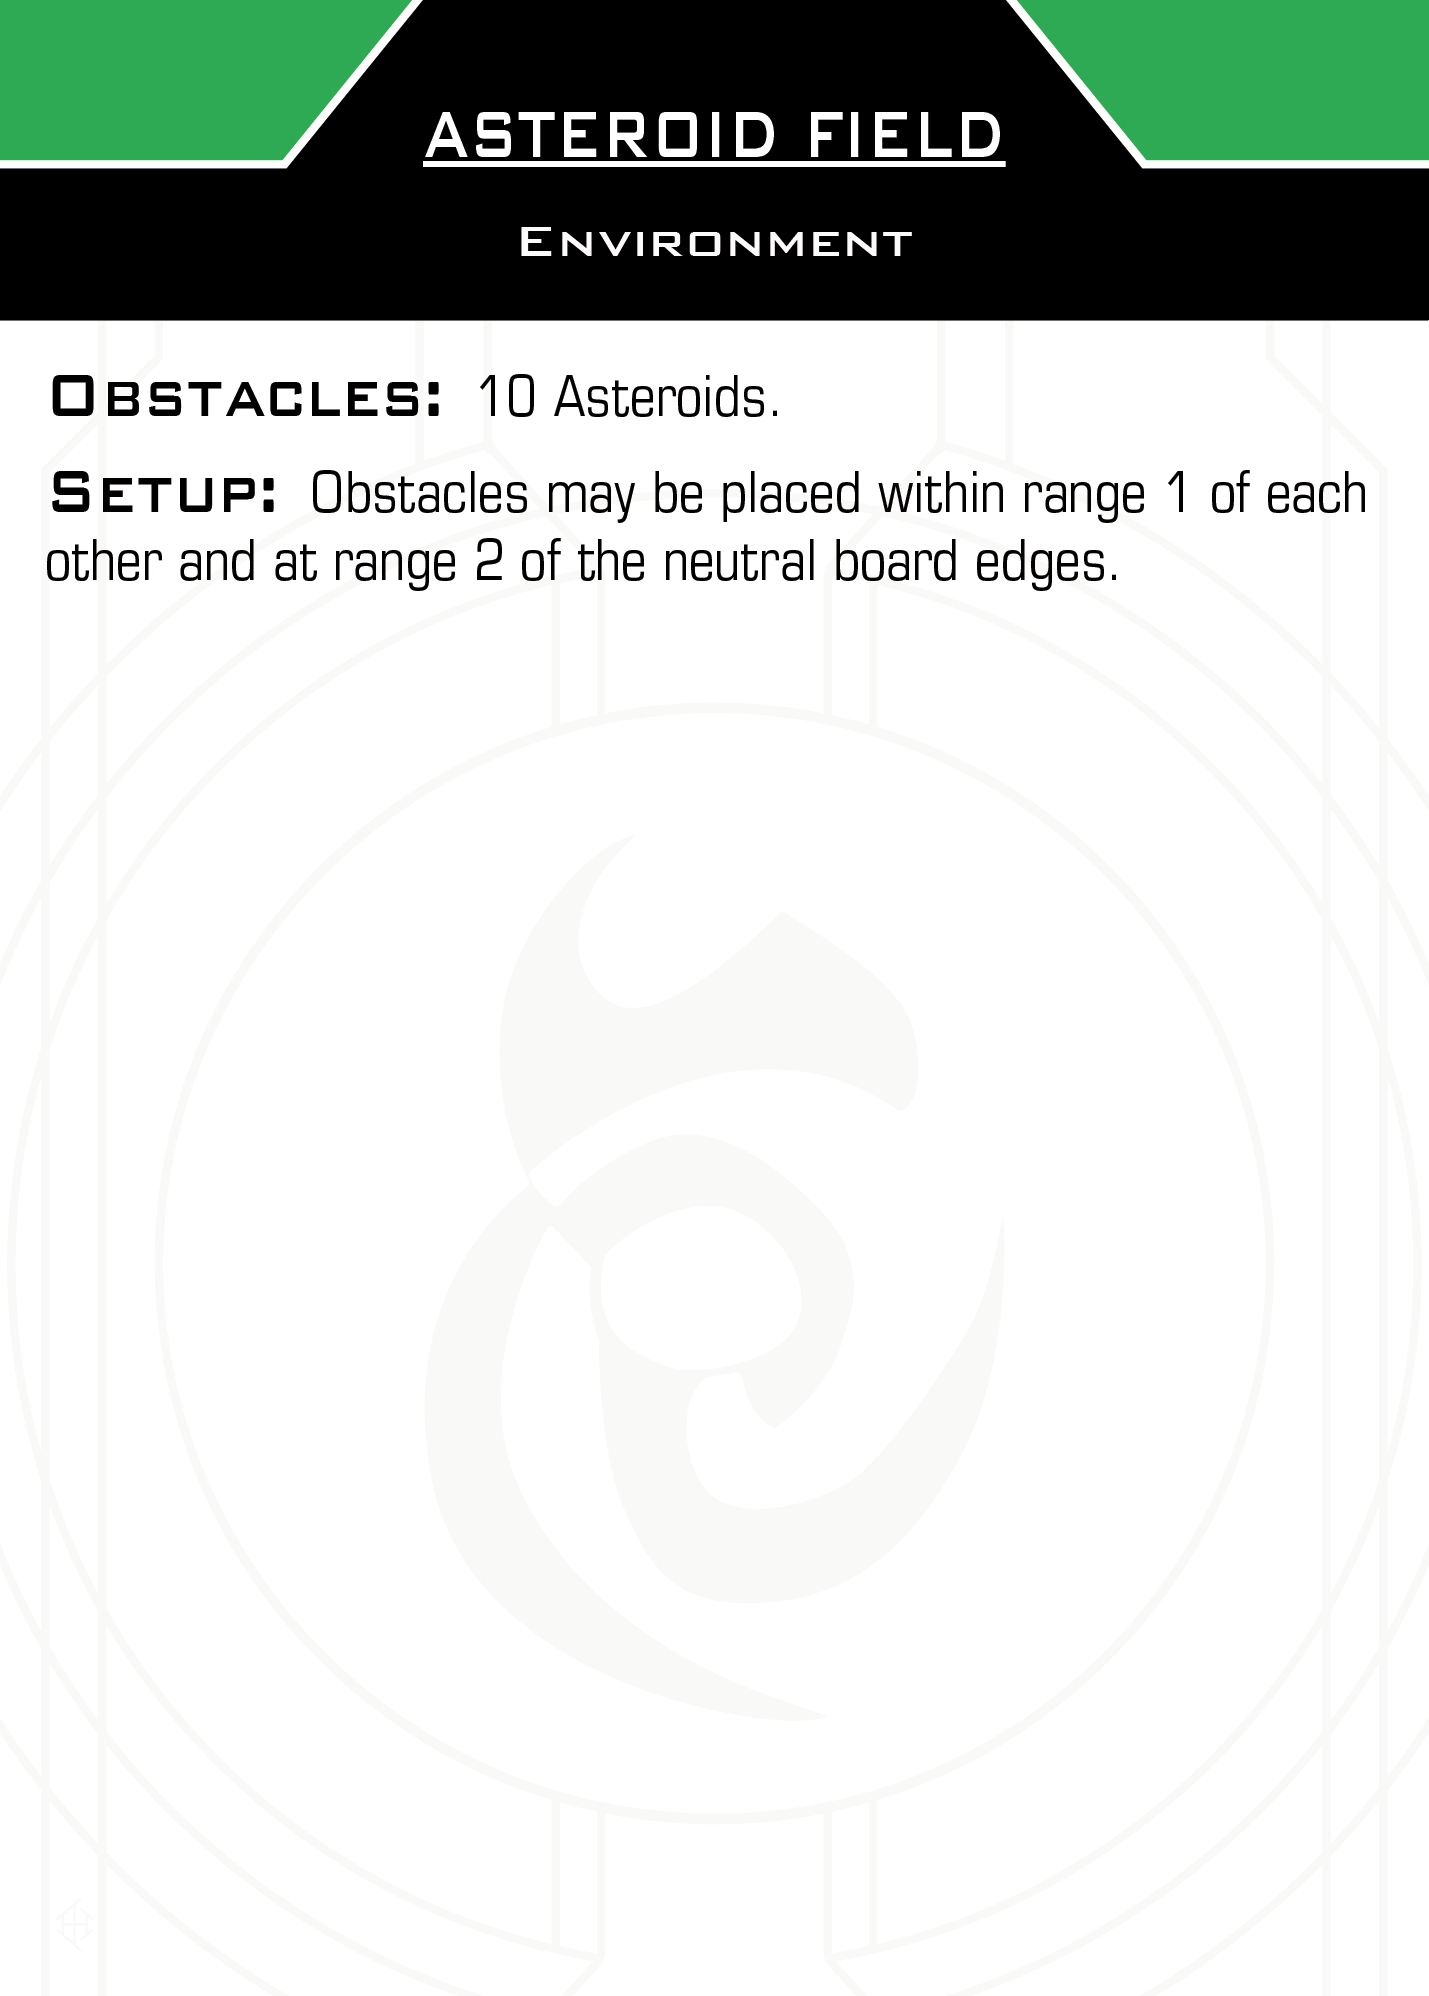 ASTEROID FIELD
Environment
Obstacles: 10 Asteroids.
Setup: Obstacles may be placed within range 1 of each
other and at range 2 of the neutral board edges.